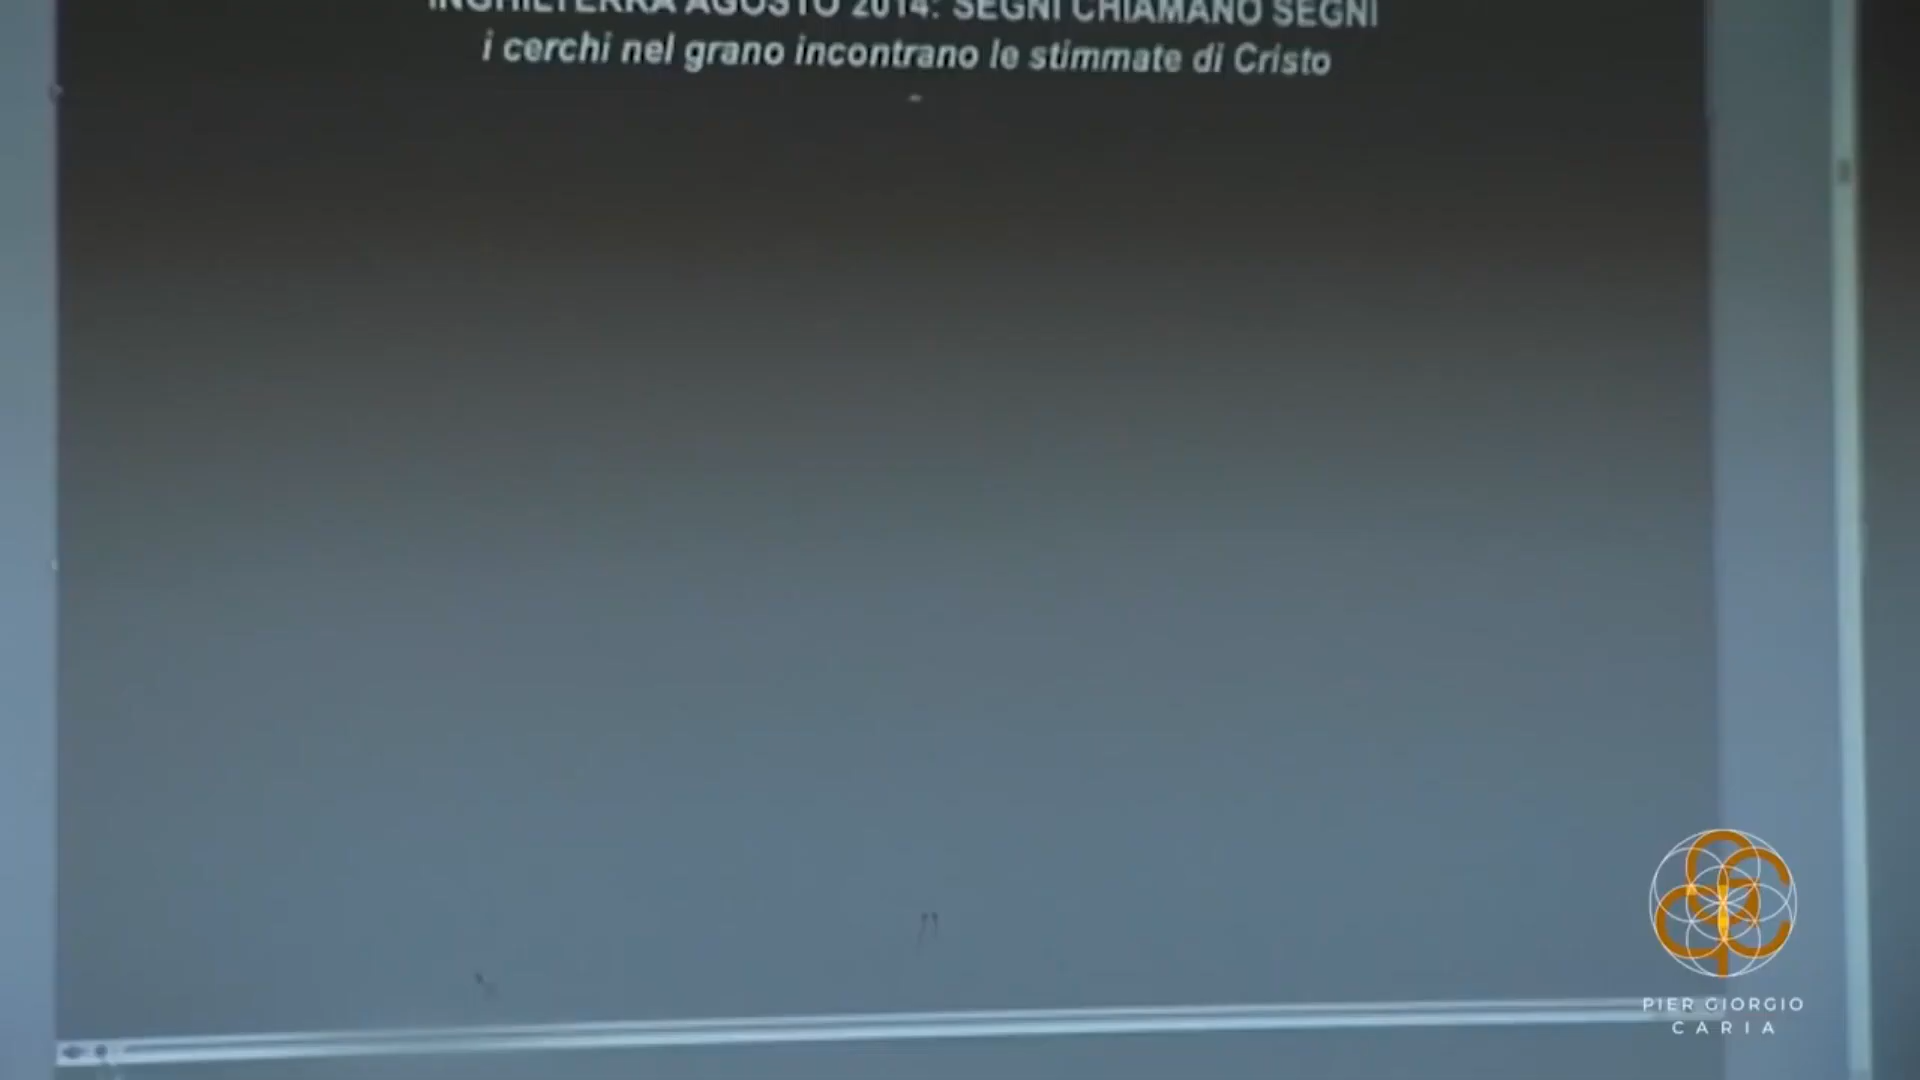 INGHILTERRA AGOSTO 2014: SEGNI CHIAMANO SEGNI
i cerchi nel grano incontrano le stimmate di Cristo
PIER GIORGIO
CARIA